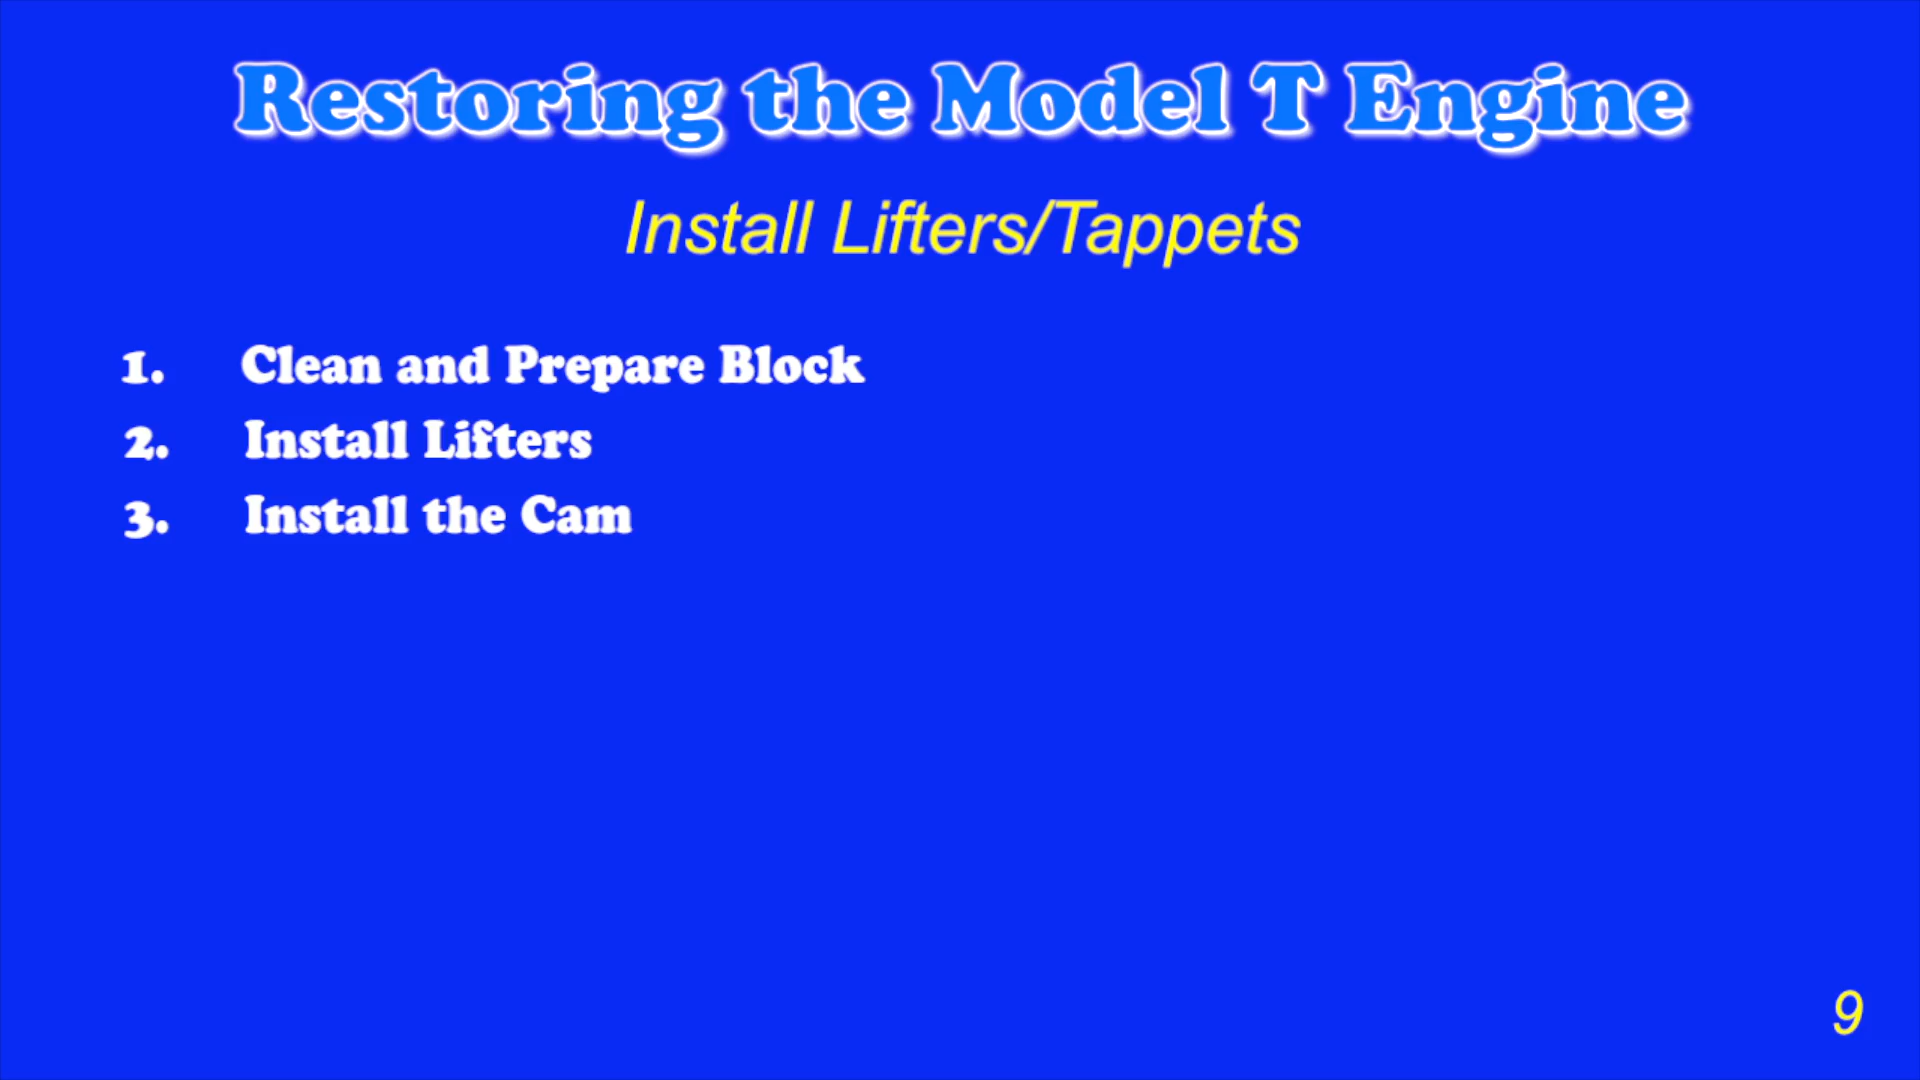 Restoring the Model T Engine
Install Lifters/Tappets
1. Clean and Prepare Block
2. Install Lifters
3. Install the Cam
9